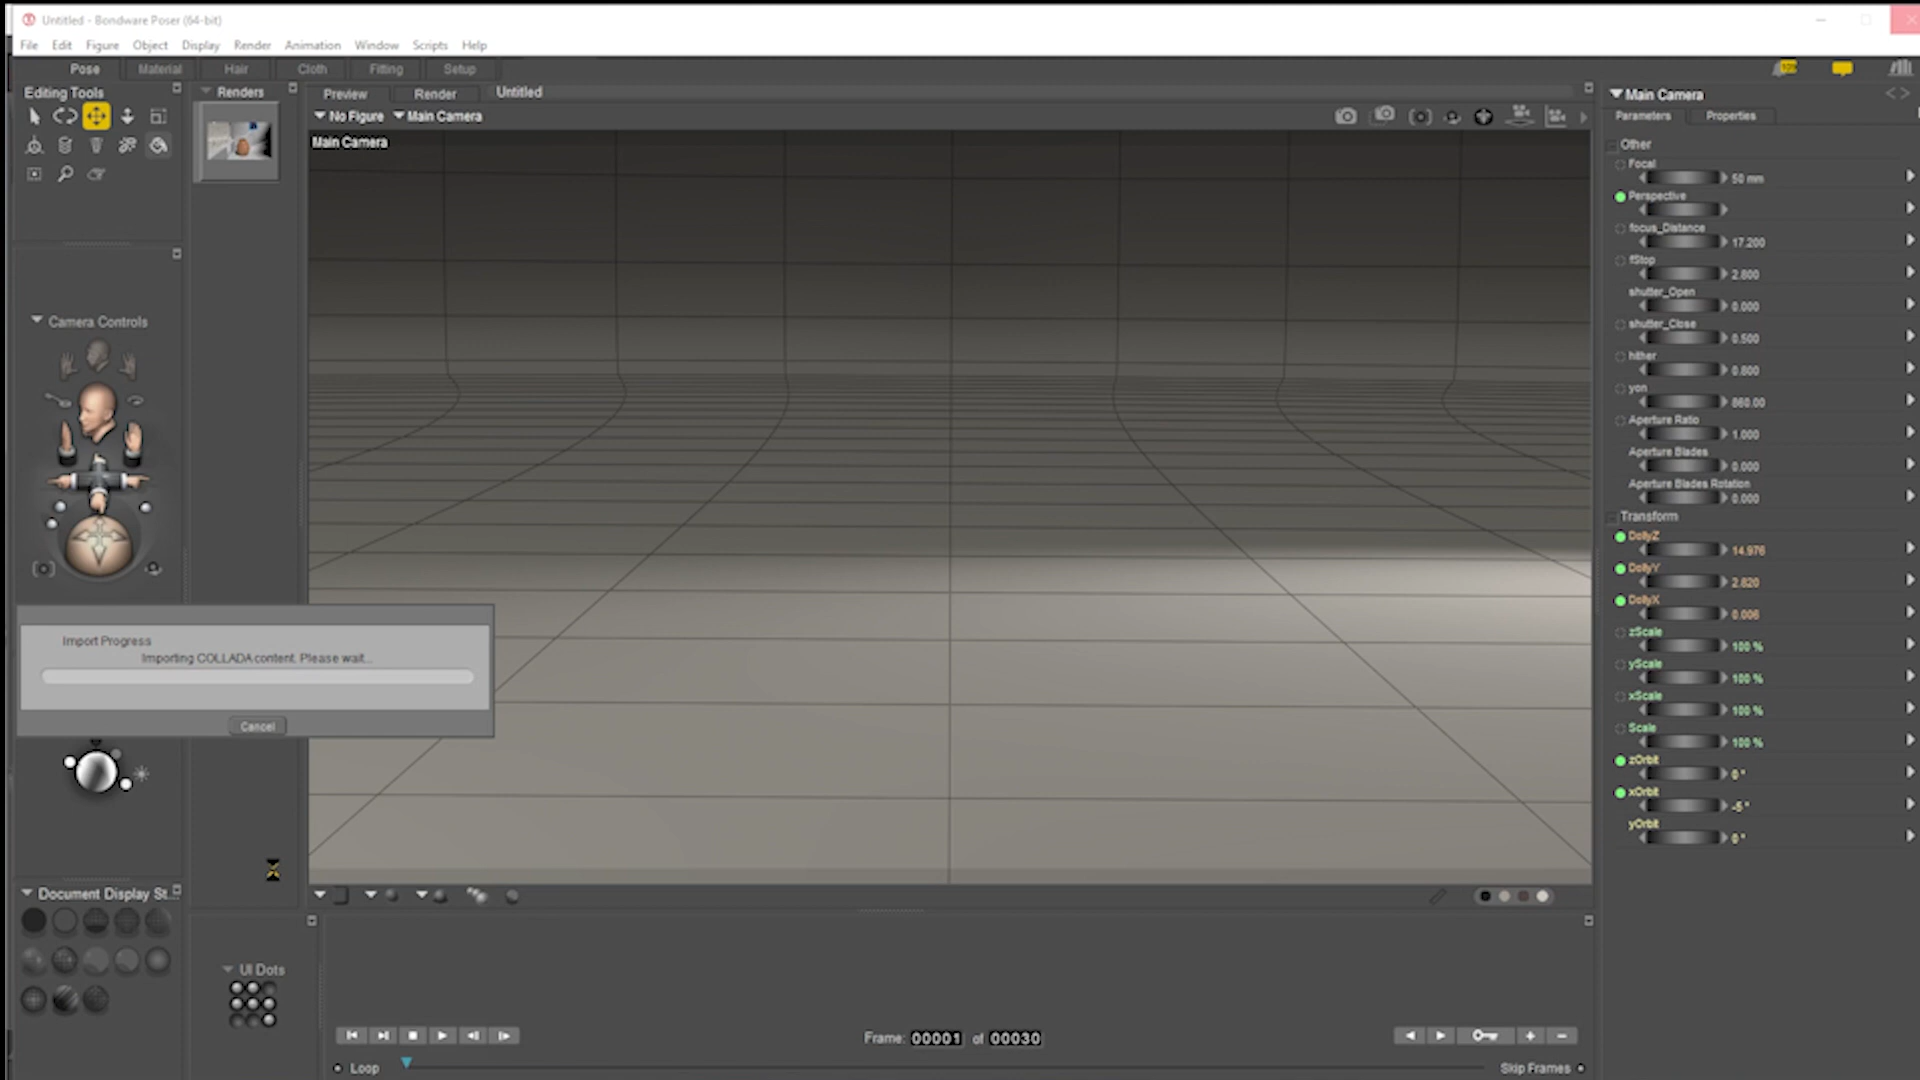 Untitled - Bondware Poser (64-bit)
File Edit Figure Object Display Render Animation Window Scripts Help
Pose Material Hair Cloth Fitting Setup
Editing Tools
Renders
Preview Render Untitled
No Figure Main Camera
Main Camera
Camera Controls
Import Progress
Importing COLLADA content. Please wait...
Cancel
Document Display St...
UI Dots
Frame: 00001 of 00030
Loop
Skip Frames
Main Camera
Parameters Properties
Other
Focal
50 mm
Perspective
focus_Distance
17.200
fStop
2.800
shutter_Open
0.000
shutter_Close
0.500
hither
0.800
yon
860.00
Aperture Ratio
1.000
Aperture Blades
0.000
Aperture Blades Rotation
0.000
Transform
DollyZ
14.976
DollyY
2.820
DollyX
0.006
zScale
100 %
yScale
100 %
xScale
100 %
Scale
100 %
zOrbit
0 °
xOrbit
-5 °
yOrbit
0 °